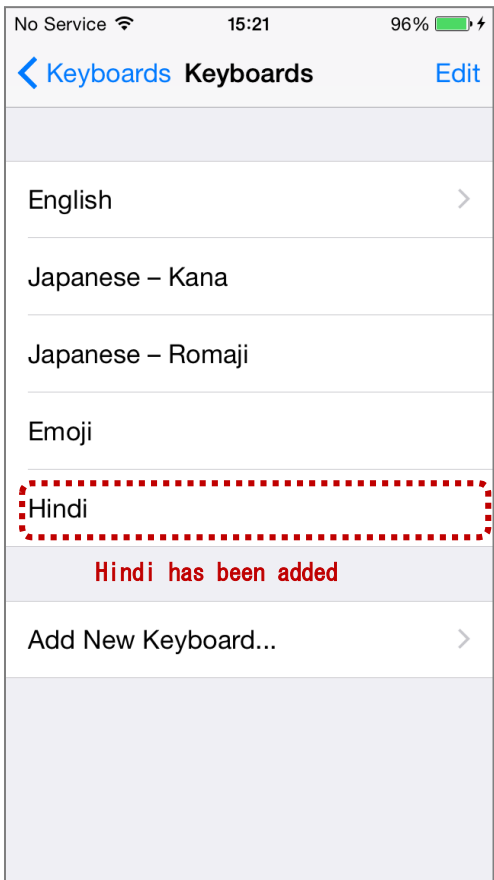 No Service 15:21 96%
Keyboards Keyboards Edit
English
Japanese – Kana
Japanese – Romaji
Emoji
Hindi
Hindi has been added
Add New Keyboard...